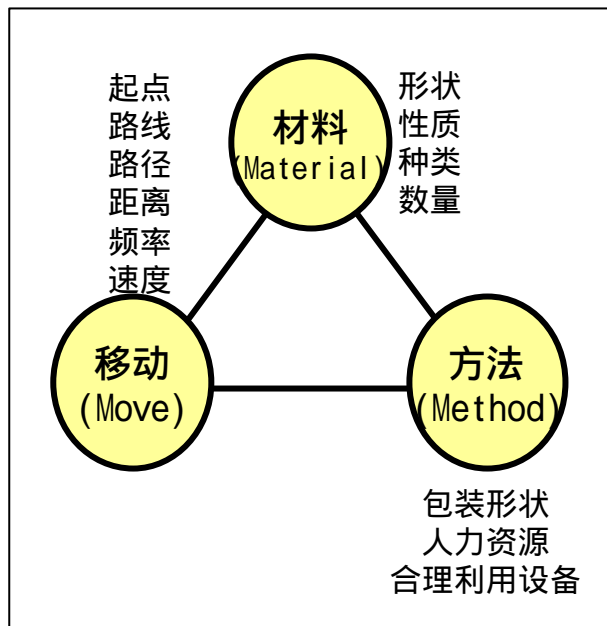 起点
路线
路径
距离
频率
速度
材料
(Material)
形状
性质
种类
数量
移动
(Move)
方法
(Method)
包装形状
人力资源
合理利用设备